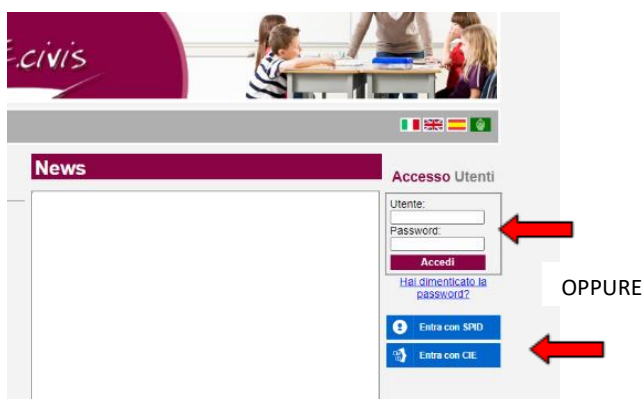 E.civis
News
Accesso Utenti
Utente:
Password:
Accedi
Hai dimenticato la
password?
OPPURE
Entra con SPID
Entra con CIE